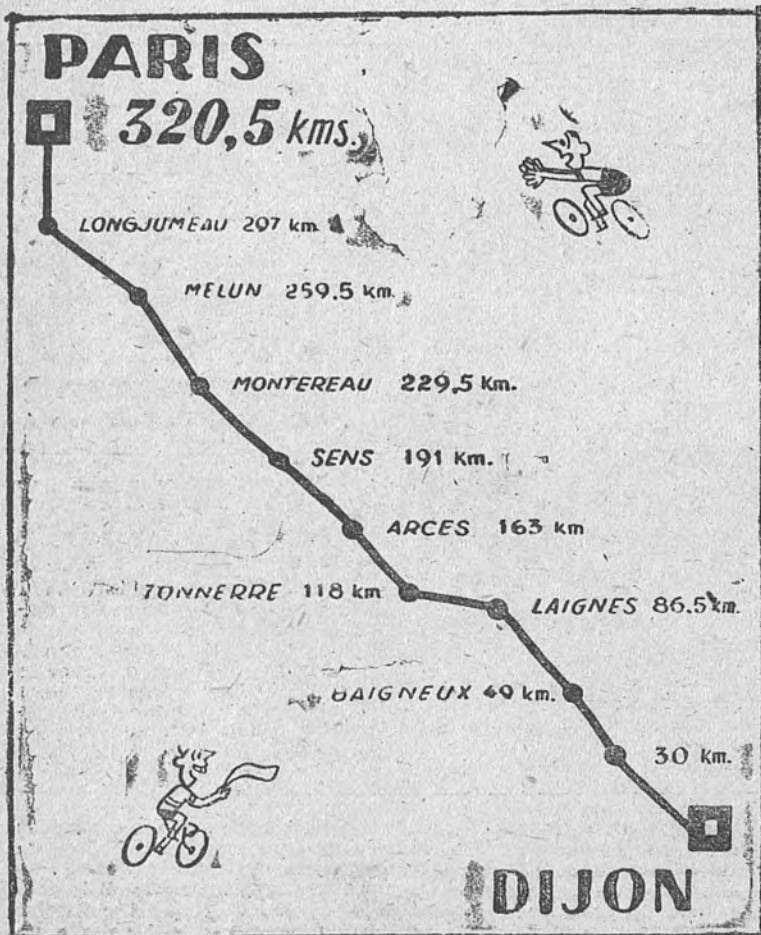 PARIS
320,5 kms.
LONGJUMEAU 297 km
MELUN 259.5 km.
MONTEREAU 229,5 Km.
SENS 191 Km.
ARCES 163 km
TONNERRE 118 km
LAIGNES 86.5 km.
BAIGNEUX 49 km.
30 km.
DIJON